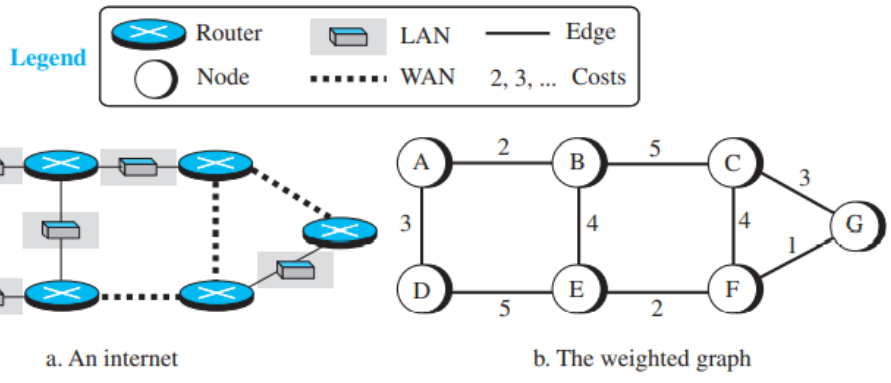 Legend
Router LAN Edge
Node WAN 2, 3, ... Costs
A 2 B 5 C
3
3 4 4 G
1
D E F
5 2
a. An internet b. The weighted graph